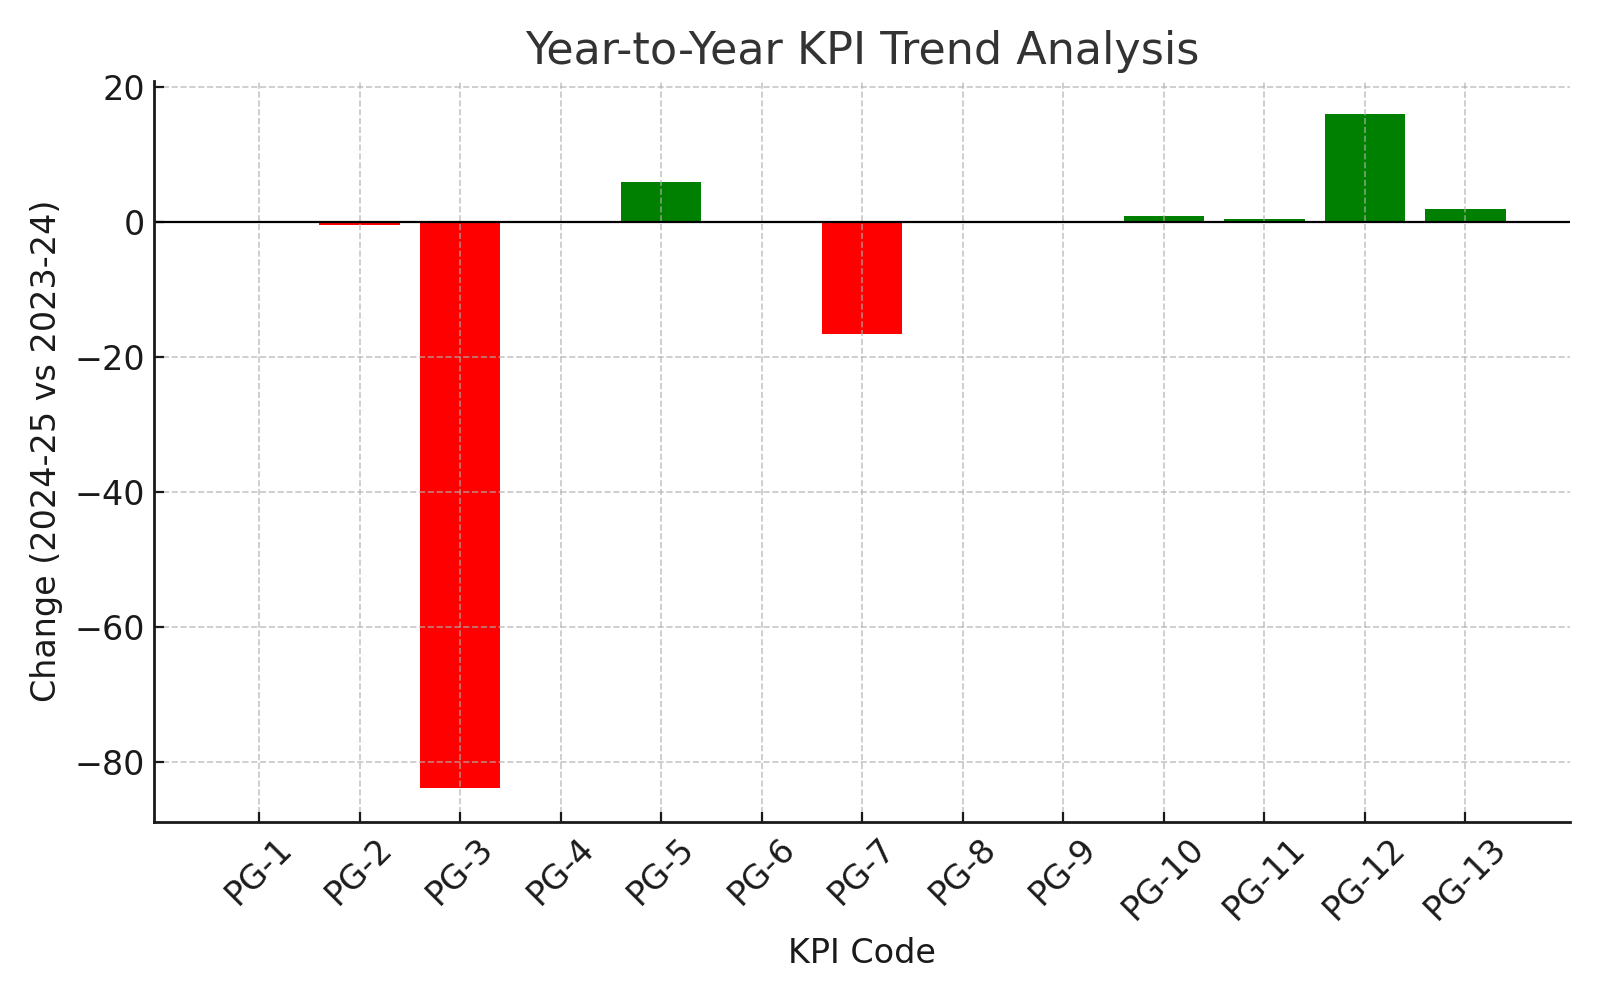 Year-to-Year KPI Trend Analysis
Change (2024-25 vs 2023-24)
20
0
−20
−40
−60
−80
PG-1
PG-2
PG-3
PG-4
PG-5
PG-6
PG-7
PG-8
PG-9
PG-10
PG-11
PG-12
PG-13
KPI Code